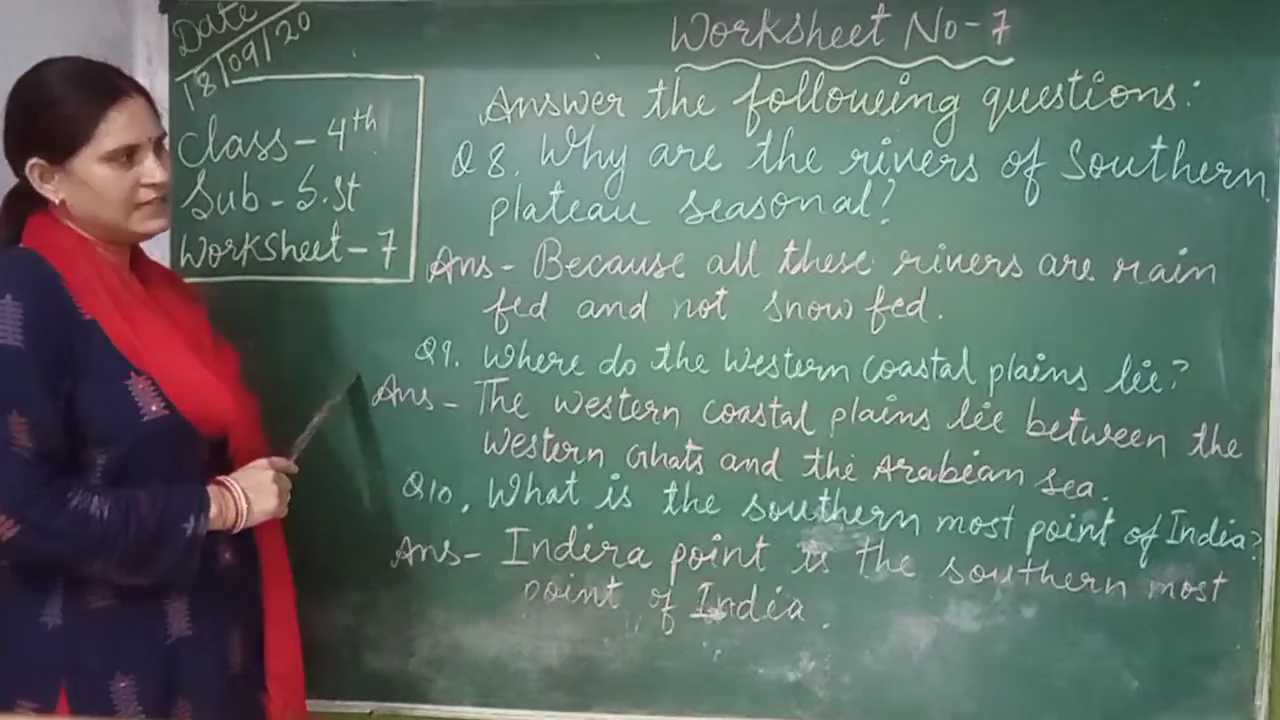 Date
18/09/20
Class - 4th
Sub - S.St
Worksheet - 7
Worksheet No - 7
Answer the following questions:
Q8. Why are the rivers of Southern
plateau seasonal?
Ans - Because all these rivers are rain
fed and not snow fed.
Q9. Where do the western coastal plains lie?
Ans - The western coastal plains lie between the
western Ghats and the Arabian sea.
Q10. What is the southern most point of India?
Ans - Indira point is the southern most
point of India.